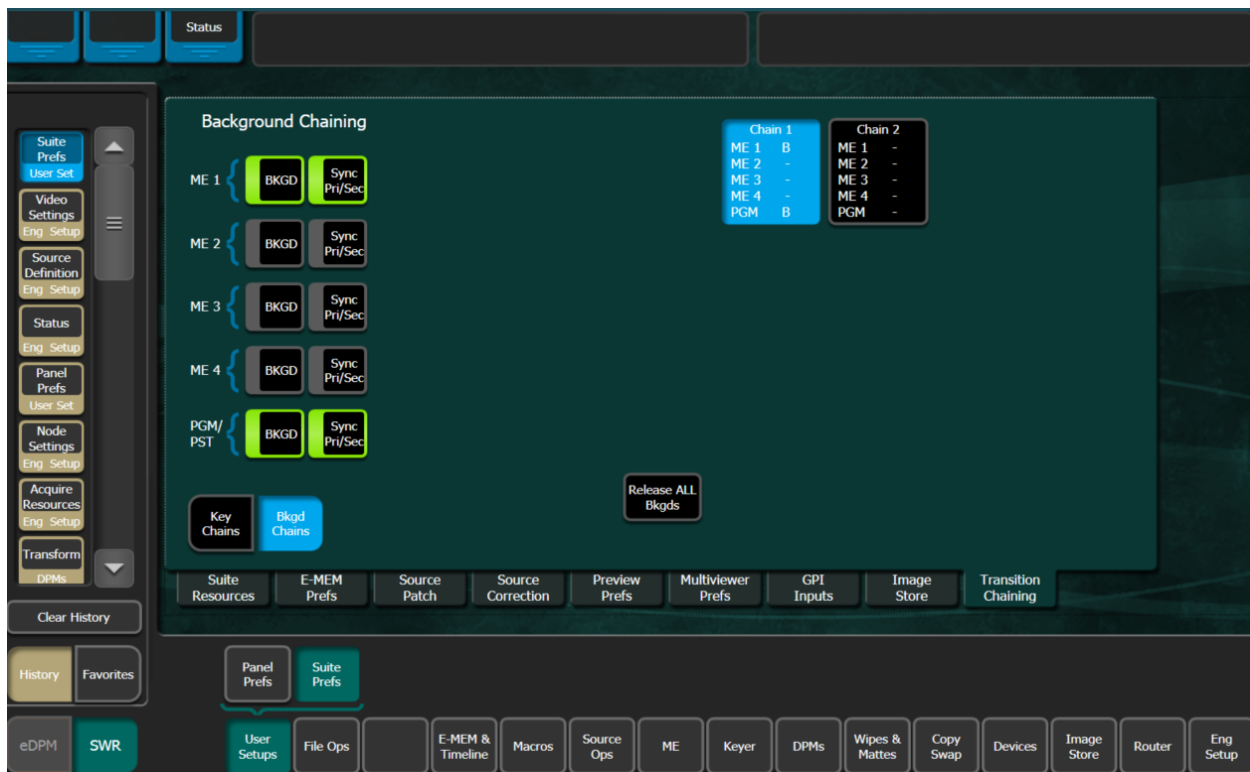 Status
Suite
Prefs
User Set
Video
Settings
Eng Setup
Source
Definition
Eng Setup
Status
Eng Setup
Panel
Prefs
User Set
Node
Settings
Eng Setup
Acquire
Resources
Eng Setup
Transform
DPMs
Clear History
History Favorites
eDPM SWR
Background Chaining
ME 1 { BKGD Sync
Pri/Sec
ME 2 { BKGD Sync
Pri/Sec
ME 3 { BKGD Sync
Pri/Sec
ME 4 { BKGD Sync
Pri/Sec
PGM/
PST { BKGD Sync
Pri/Sec
Chain 1
ME 1 B
ME 2 -
ME 3 -
ME 4 -
PGM B
Chain 2
ME 1 -
ME 2 -
ME 3 -
ME 4 -
PGM -
Key
Chains
Bkgd
Chains
Release ALL
Bkgds
Suite
Resources
E-MEM
Prefs
Source
Patch
Source
Correction
Preview
Prefs
Multiviewer
Prefs
GPI
Inputs
Image
Store
Transition
Chaining
Panel
Prefs
Suite
Prefs
User
Setups
File Ops
E-MEM &
Timeline
Macros
Source
Ops
ME
Keyer
DPMs
Wipes &
Mattes
Copy
Swap
Devices
Image
Store
Router
Eng
Setup